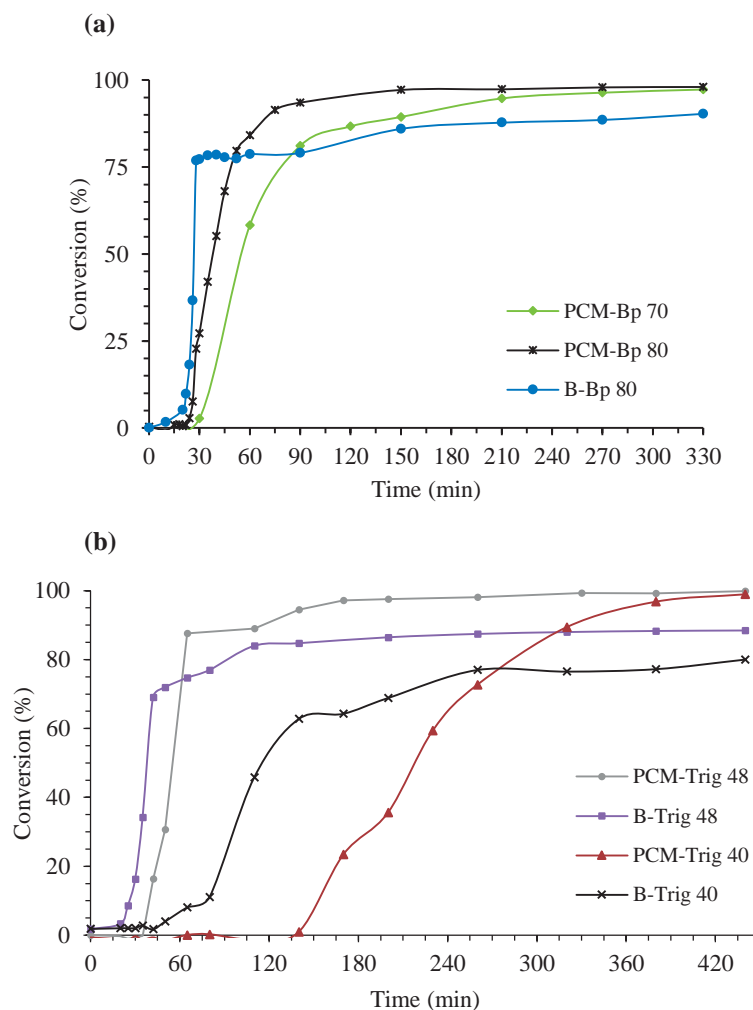 (a)
100
75
50
25
0
Conversion (%)
PCM-Bp 70
PCM-Bp 80
B-Bp 80
0 30 60 90 120 150 180 210 240 270 300 330
Time (min)
(b)
100
80
60
40
20
0
Conversion (%)
PCM-Trig 48
B-Trig 48
PCM-Trig 40
B-Trig 40
0 60 120 180 240 300 360 420
Time (min)